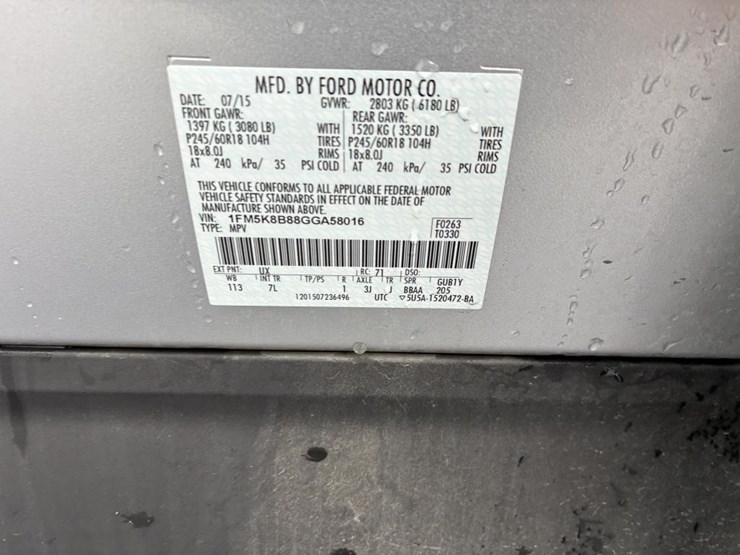 MFD. BY FORD MOTOR CO.
DATE: 07/15 GVWR: 2803 KG ( 6180 LB)
FRONT GAWR: REAR GAWR:
1397 KG ( 3080 LB) WITH 1520 KG ( 3350 LB) WITH
P245/60R18 104H TIRES P245/60R18 104H TIRES
18x8.0J RIMS 18x8.0J RIMS
AT 240 kPa/ 35 PSI COLD AT 240 kPa/ 35 PSI COLD
THIS VEHICLE CONFORMS TO ALL APPLICABLE FEDERAL MOTOR
VEHICLE SAFETY STANDARDS IN EFFECT ON THE DATE OF
MANUFACTURE SHOWN ABOVE.
VIN: 1FM5K8B88GGA58016 F0263
TYPE: MPV T0330
EXT PNT: UX RC: 71 DSO:
WB INT TR TP/PS R AXLE TR SPR GUB1Y
113 7L 1 3J J BBAA 205
1201507236496 UTC ▽5U5A-1520472-BA